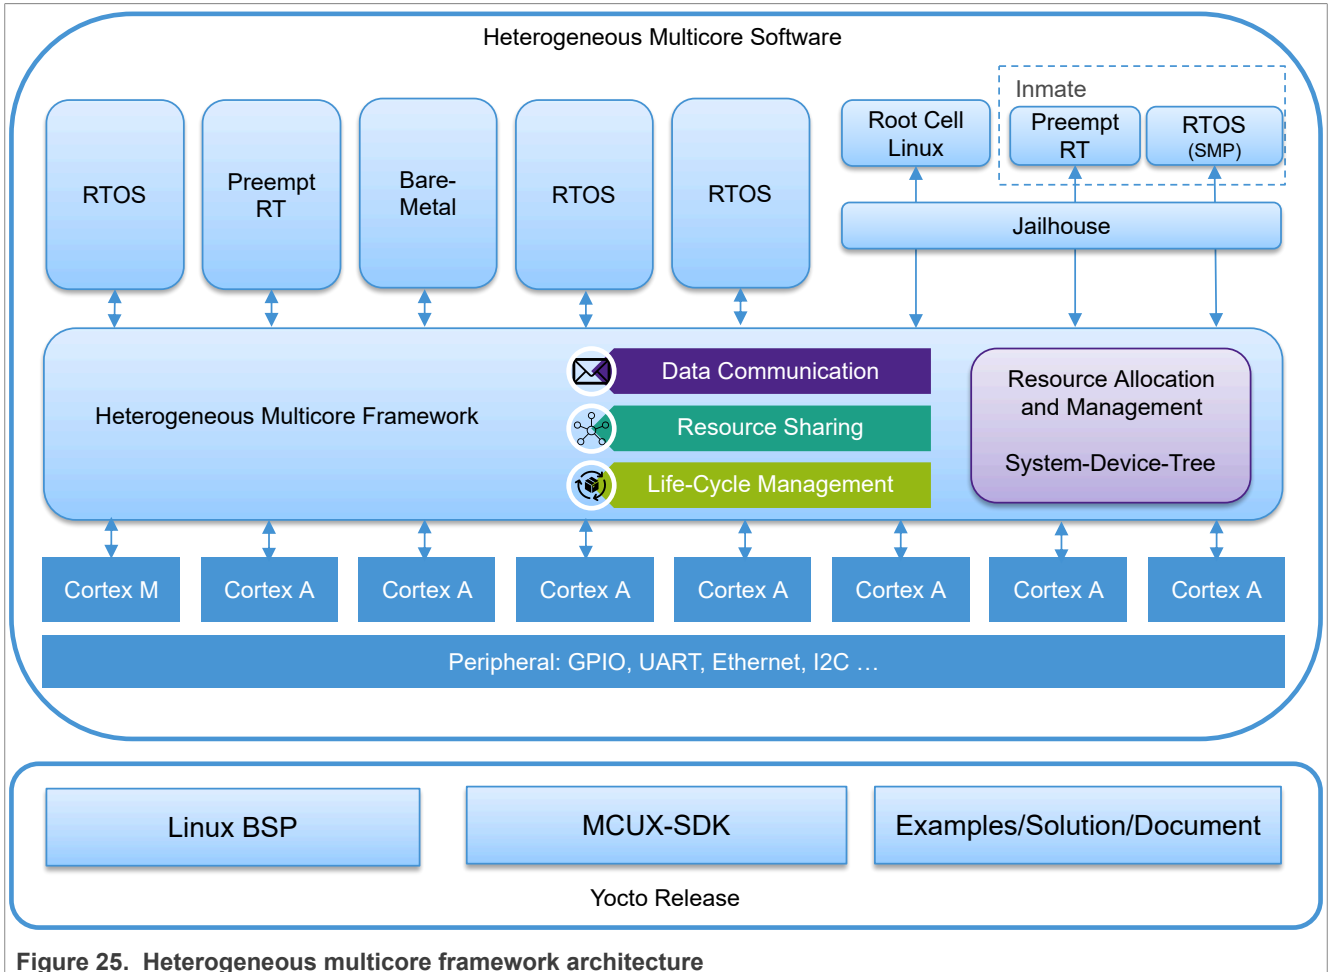 Heterogeneous Multicore Software
RTOS
Preempt
RT
Bare-
Metal
RTOS
RTOS
Root Cell
Linux
Inmate
Preempt
RT
RTOS
(SMP)
Jailhouse
Heterogeneous Multicore Framework
Data Communication
Resource Sharing
Life-Cycle Management
Resource Allocation
and Management
System-Device-Tree
Cortex M
Cortex A
Cortex A
Cortex A
Cortex A
Cortex A
Cortex A
Cortex A
Peripheral: GPIO, UART, Ethernet, I2C …
Linux BSP
MCUX-SDK
Examples/Solution/Document
Yocto Release
Figure 25. Heterogeneous multicore framework architecture